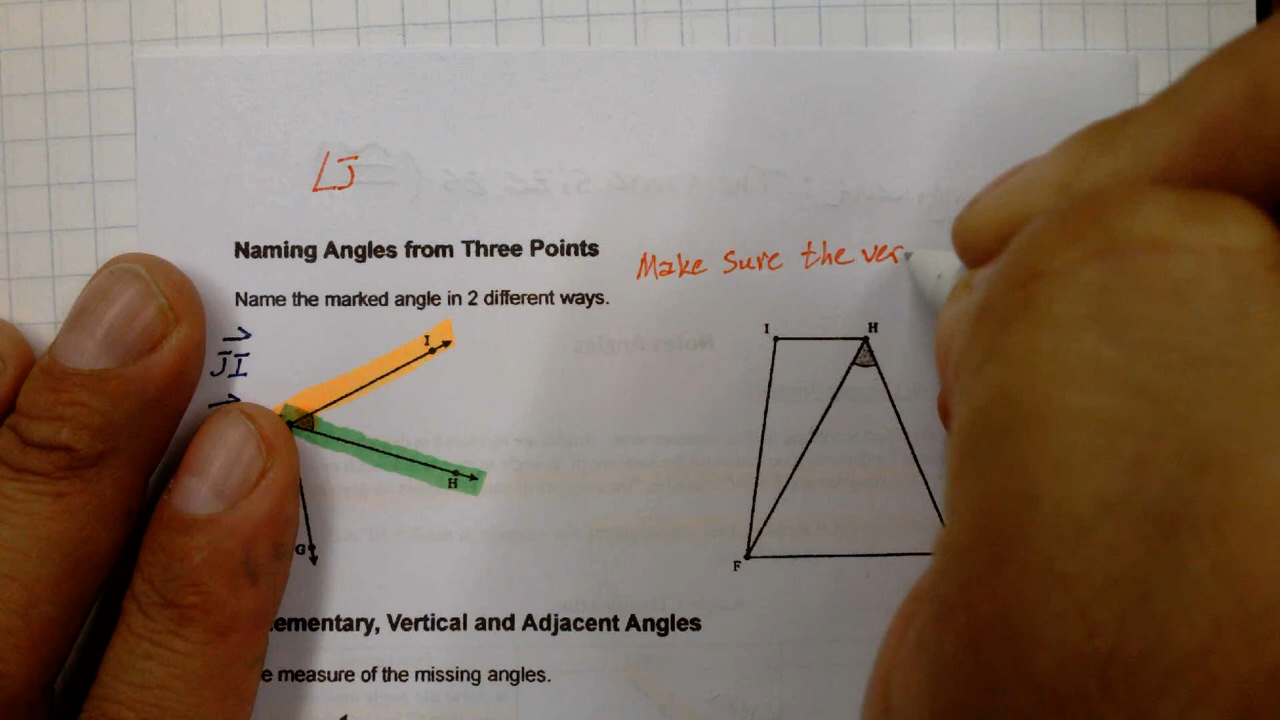 ∠J
Naming Angles from Three Points
Make Sure the ver
Name the marked angle in 2 different ways.
I
H
I
JI
H
G
F
ementary, Vertical and Adjacent Angles
e measure of the missing angles.